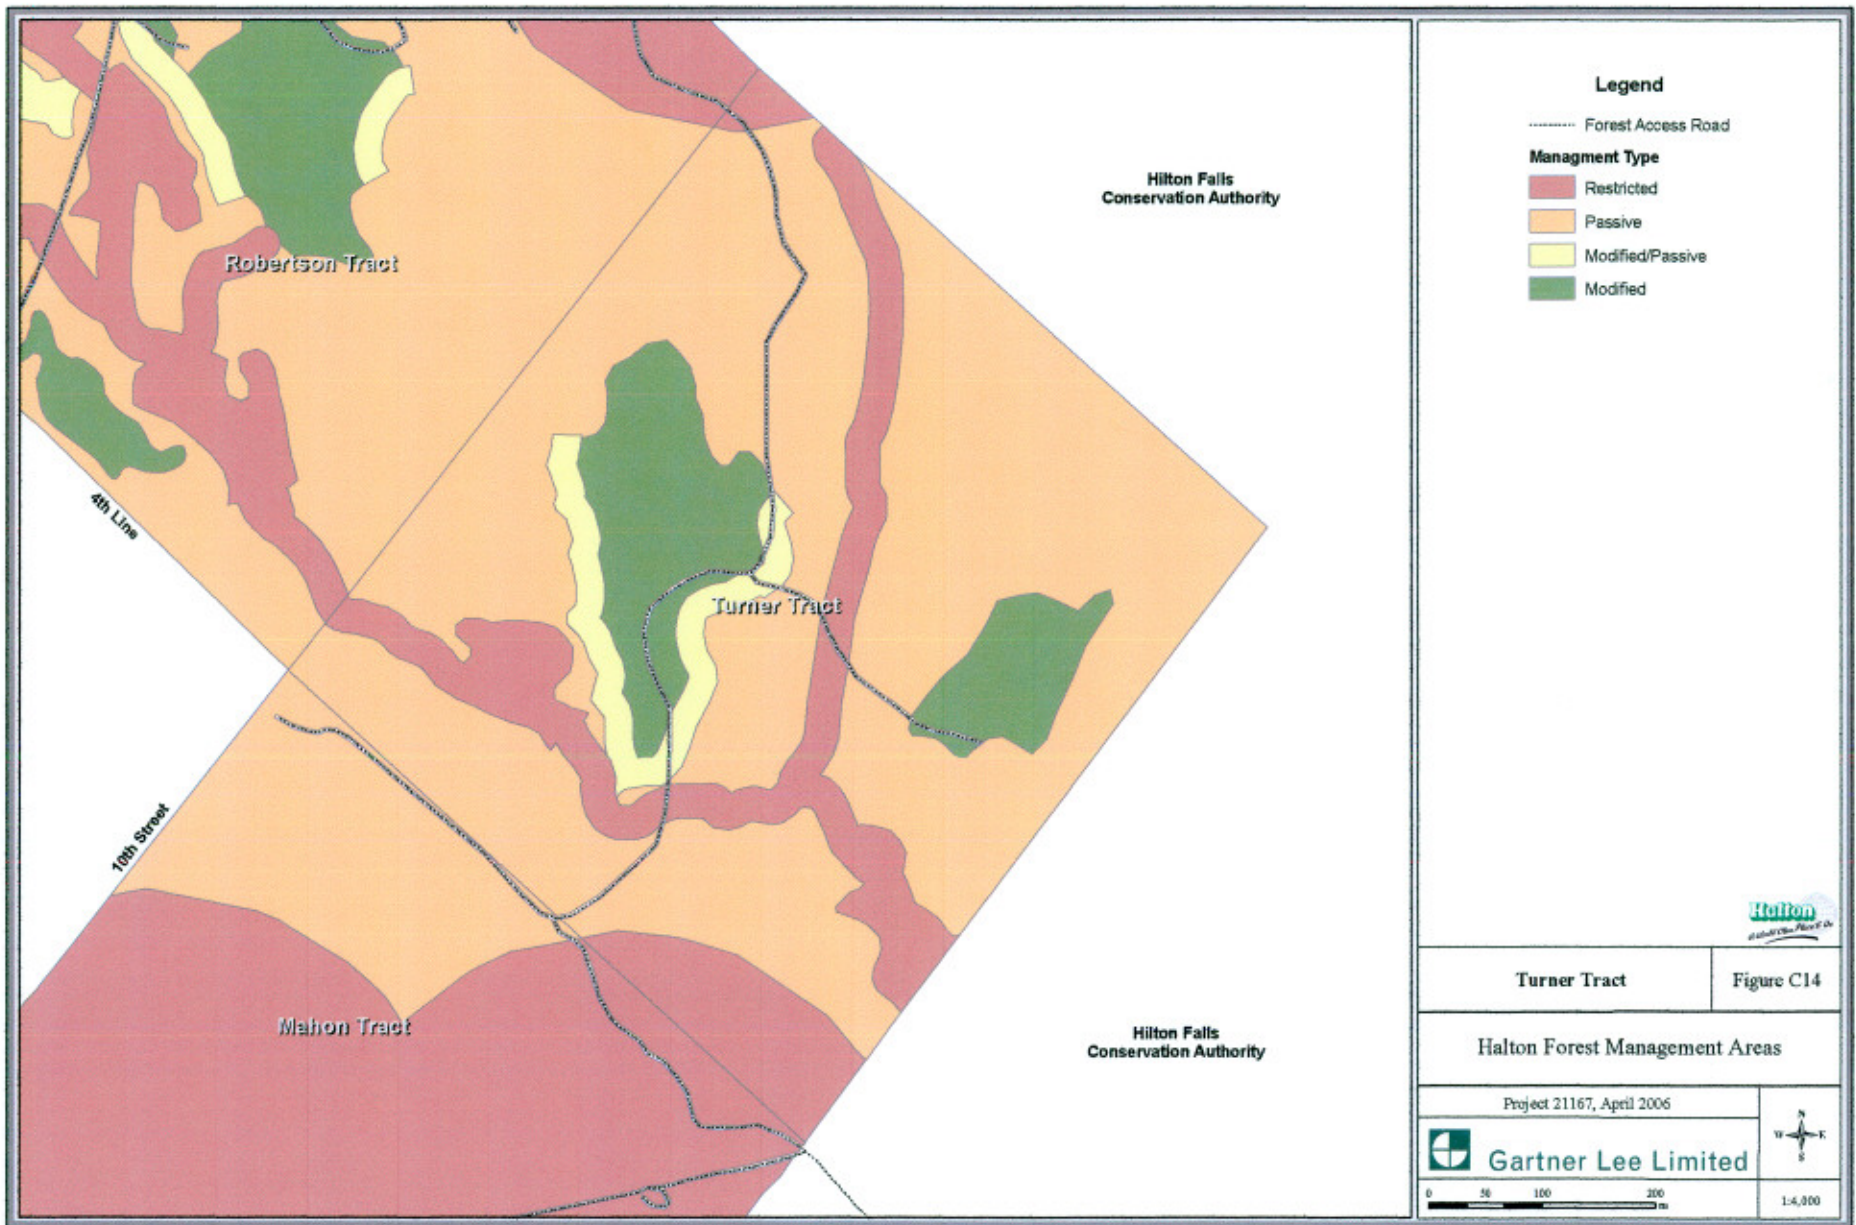 Hilton Falls
Conservation Authority
Robertson Tract
4th Line
Turner Tract
10th Street
Mahon Tract
Hilton Falls
Conservation Authority
Legend
Forest Access Road
Managment Type
Restricted
Passive
Modified/Passive
Modified
Halton
Turner Tract
Figure C14
Halton Forest Management Areas
Project 21167, April 2006
Gartner Lee Limited
N
W E
S
0 50 100 200
m
1:4,000